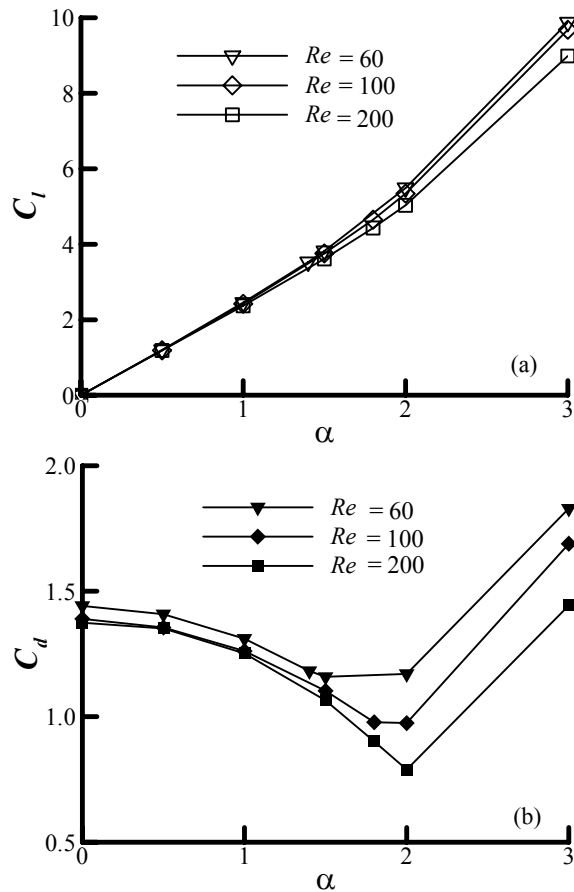 10
8
6
4
2
0
C_l
Re = 60
Re = 100
Re = 200
(a)
0 1 2 3
α
2.0
1.5
1.0
0.5
C_d
Re = 60
Re = 100
Re = 200
(b)
0 1 2 3
α